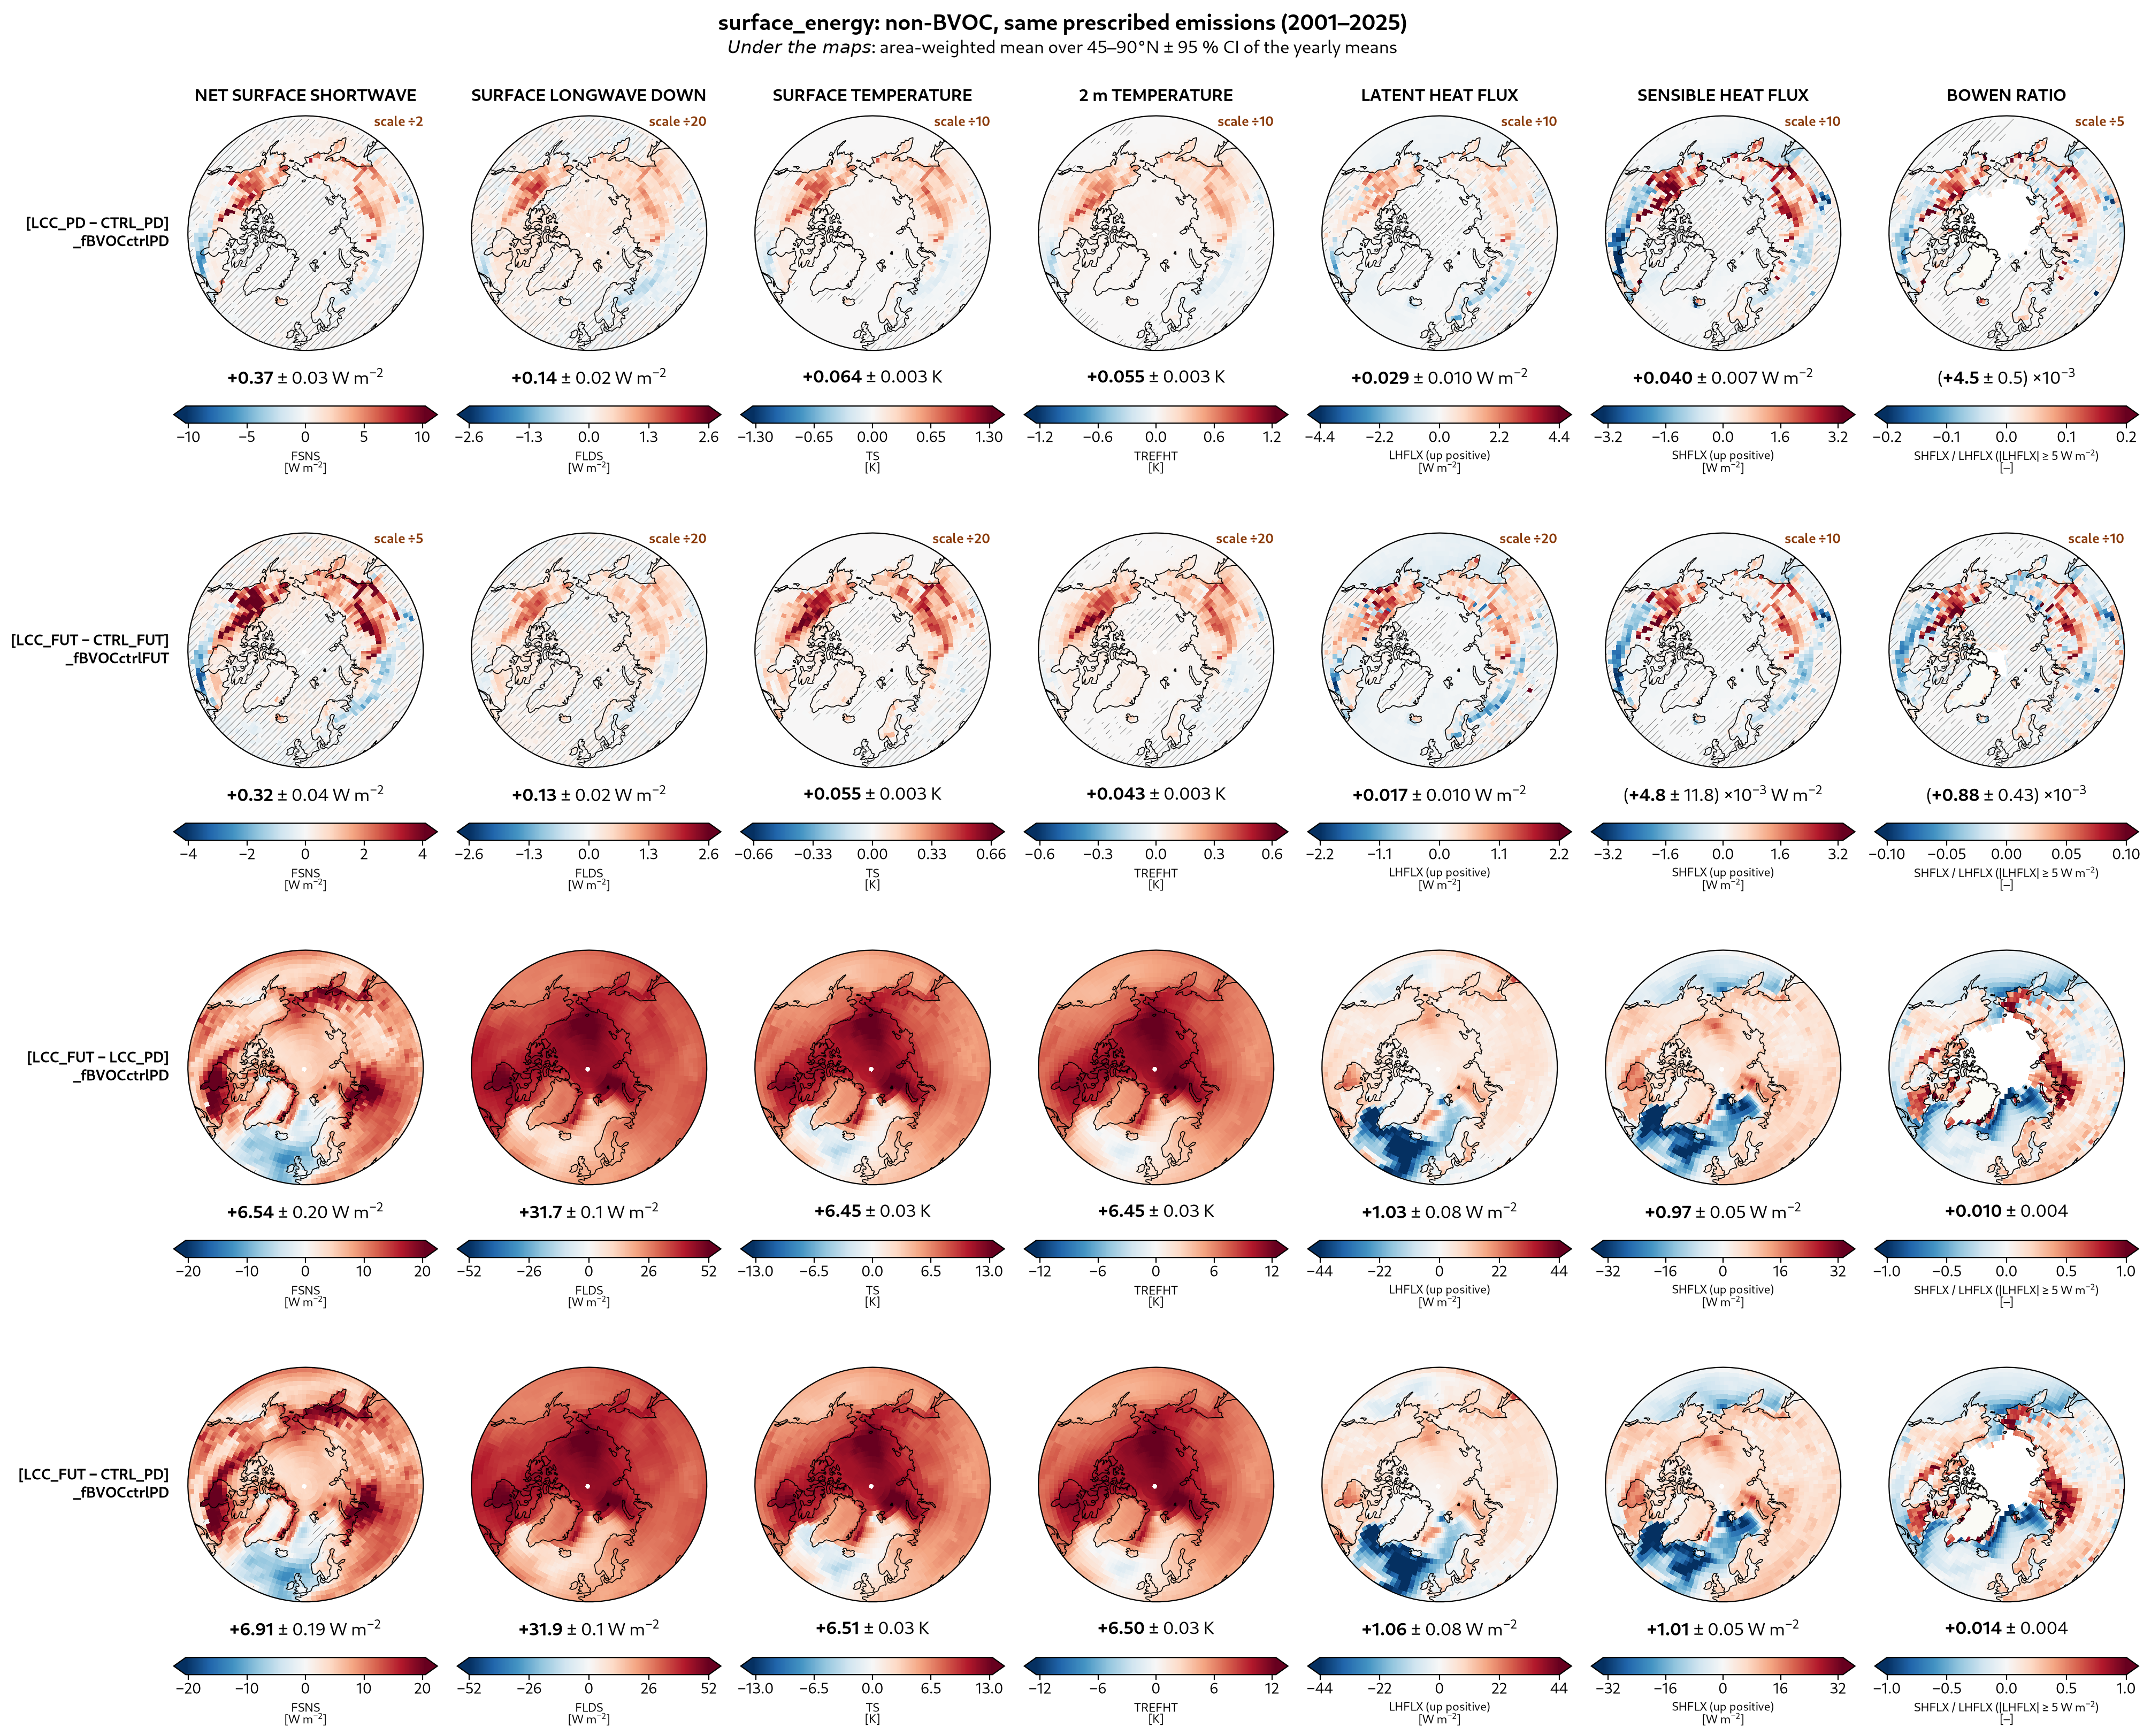 surface_energy: non-BVOC, same prescribed emissions (2001–2025)
Under the maps: area-weighted mean over 45–90°N ± 95 % CI of the yearly means
NET SURFACE SHORTWAVE SURFACE LONGWAVE DOWN SURFACE TEMPERATURE 2 m TEMPERATURE LATENT HEAT FLUX SENSIBLE HEAT FLUX BOWEN RATIO
scale ÷2 scale ÷20 scale ÷10 scale ÷10 scale ÷10 scale ÷10 scale ÷5
[LCC_PD − CTRL_PD]
_fBVOCctrlPD
+0.37 ± 0.03 W m⁻² +0.14 ± 0.02 W m⁻² +0.064 ± 0.003 K +0.055 ± 0.003 K +0.029 ± 0.010 W m⁻² +0.040 ± 0.007 W m⁻² (+4.5 ± 0.5) ×10⁻³
−10 −5 0 5 10 −2.6 −1.3 0.0 1.3 2.6 −1.30 −0.65 0.00 0.65 1.30 −1.2 −0.6 0.0 0.6 1.2 −4.4 −2.2 0.0 2.2 4.4 −3.2 −1.6 0.0 1.6 3.2 −0.2 −0.1 0.0 0.1 0.2
FSNS FLDS TS TREFHT LHFLX (up positive) SHFLX (up positive) SHFLX / LHFLX (|LHFLX| ≥ 5 W m⁻²)
[W m⁻²] [W m⁻²] [K] [K] [W m⁻²] [W m⁻²] [−]
scale ÷5 scale ÷20 scale ÷20 scale ÷20 scale ÷20 scale ÷10 scale ÷10
[LCC_FUT − CTRL_FUT]
_fBVOCctrlFUT
+0.32 ± 0.04 W m⁻² +0.13 ± 0.02 W m⁻² +0.055 ± 0.003 K +0.043 ± 0.003 K +0.017 ± 0.010 W m⁻² (+4.8 ± 11.8) ×10⁻³ W m⁻² (+0.88 ± 0.43) ×10⁻³
−4 −2 0 2 4 −2.6 −1.3 0.0 1.3 2.6 −0.66 −0.33 0.00 0.33 0.66 −0.6 −0.3 0.0 0.3 0.6 −2.2 −1.1 0.0 1.1 2.2 −3.2 −1.6 0.0 1.6 3.2 −0.10 −0.05 0.00 0.05 0.10
FSNS FLDS TS TREFHT LHFLX (up positive) SHFLX (up positive) SHFLX / LHFLX (|LHFLX| ≥ 5 W m⁻²)
[W m⁻²] [W m⁻²] [K] [K] [W m⁻²] [W m⁻²] [−]
[LCC_FUT − LCC_PD]
_fBVOCctrlPD
+6.54 ± 0.20 W m⁻² +31.7 ± 0.1 W m⁻² +6.45 ± 0.03 K +6.45 ± 0.03 K +1.03 ± 0.08 W m⁻² +0.97 ± 0.05 W m⁻² +0.010 ± 0.004
−20 −10 0 10 20 −52 −26 0 26 52 −13.0 −6.5 0.0 6.5 13.0 −12 −6 0 6 12 −44 −22 0 22 44 −32 −16 0 16 32 −1.0 −0.5 0.0 0.5 1.0
FSNS FLDS TS TREFHT LHFLX (up positive) SHFLX (up positive) SHFLX / LHFLX (|LHFLX| ≥ 5 W m⁻²)
[W m⁻²] [W m⁻²] [K] [K] [W m⁻²] [W m⁻²] [−]
[LCC_FUT − CTRL_PD]
_fBVOCctrlPD
+6.91 ± 0.19 W m⁻² +31.9 ± 0.1 W m⁻² +6.51 ± 0.03 K +6.50 ± 0.03 K +1.06 ± 0.08 W m⁻² +1.01 ± 0.05 W m⁻² +0.014 ± 0.004
−20 −10 0 10 20 −52 −26 0 26 52 −13.0 −6.5 0.0 6.5 13.0 −12 −6 0 6 12 −44 −22 0 22 44 −32 −16 0 16 32 −1.0 −0.5 0.0 0.5 1.0
FSNS FLDS TS TREFHT LHFLX (up positive) SHFLX (up positive) SHFLX / LHFLX (|LHFLX| ≥ 5 W m⁻²)
[W m⁻²] [W m⁻²] [K] [K] [W m⁻²] [W m⁻²] [−]